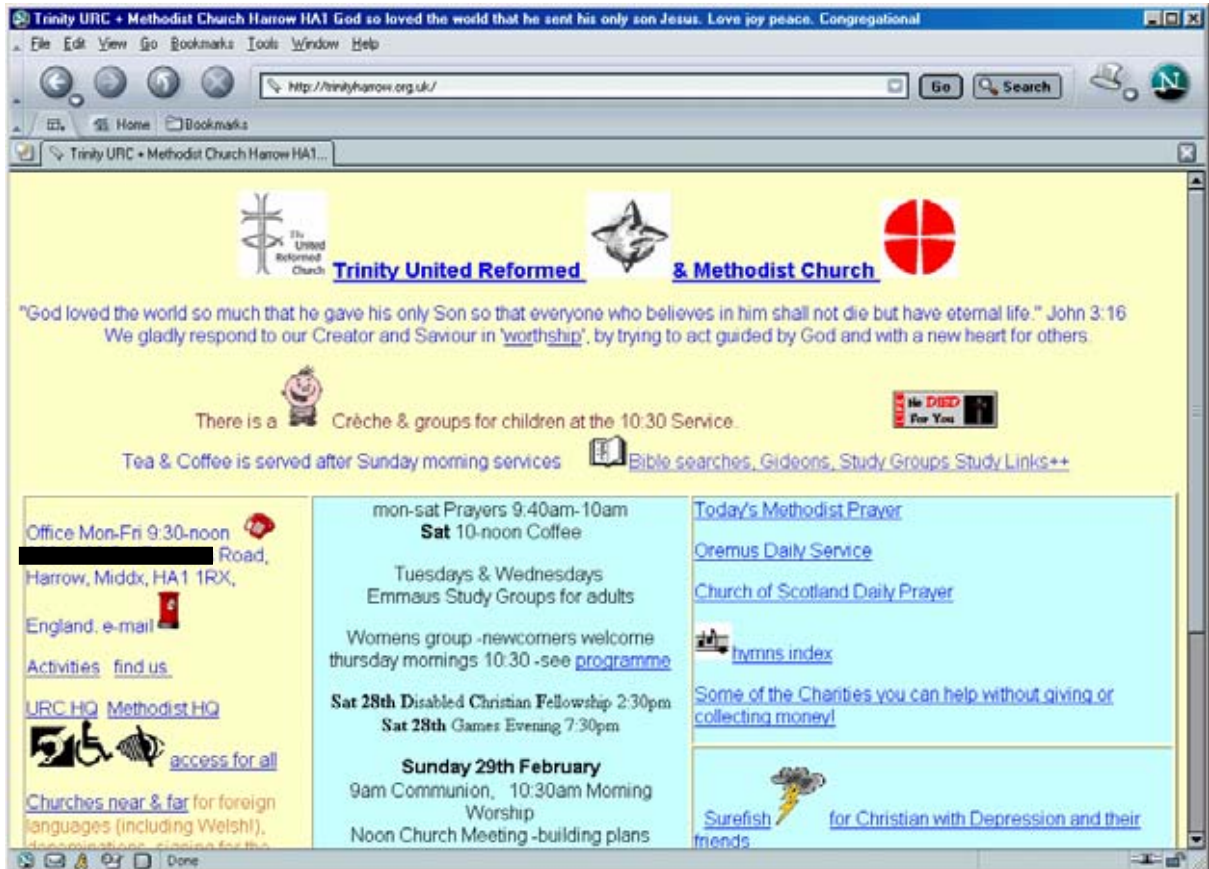 Trinity URC + Methodist Church Harrow HA1 God so loved the world that he sent his only son Jesus. Love joy peace. Congregational
File Edit View Go Bookmarks Tools Window Help
http://trinityharrow.org.uk/ Go Search N
Home Bookmarks
Trinity URC + Methodist Church Harrow HA1...
The
United
Reformed
Church
Trinity United Reformed & Methodist Church
"God loved the world so much that he gave his only Son so that everyone who believes in him shall not die but have eternal life." John 3:16
We gladly respond to our Creator and Saviour in 'worthship', by trying to act guided by God and with a new heart for others.
There is a Crèche & groups for children at the 10:30 Service.
LIFE He DIED
For You
Tea & Coffee is served after Sunday morning services Bible searches, Gideons, Study Groups Study Links++
Office Mon-Fri 9:30-noon
Road,
Harrow, Middx, HA1 1RX,
England. e-mail
Activities find us
URC HQ Methodist HQ
access for all
Churches near & far for foreign
languages (including Welsh!),
denominations, signing for the
mon-sat Prayers 9:40am-10am
Sat 10-noon Coffee
Tuesdays & Wednesdays
Emmaus Study Groups for adults
Womens group -newcomers welcome
thursday mornings 10:30 -see programme
Sat 28th Disabled Christian Fellowship 2:30pm
Sat 28th Games Evening 7:30pm
Sunday 29th February
9am Communion, 10:30am Morning
Worship
Noon Church Meeting -building plans
Today's Methodist Prayer
Oremus Daily Service
Church of Scotland Daily Prayer
hymns index
Some of the Charities you can help without giving or
collecting money!
Surefish for Christian with Depression and their
friends
Done